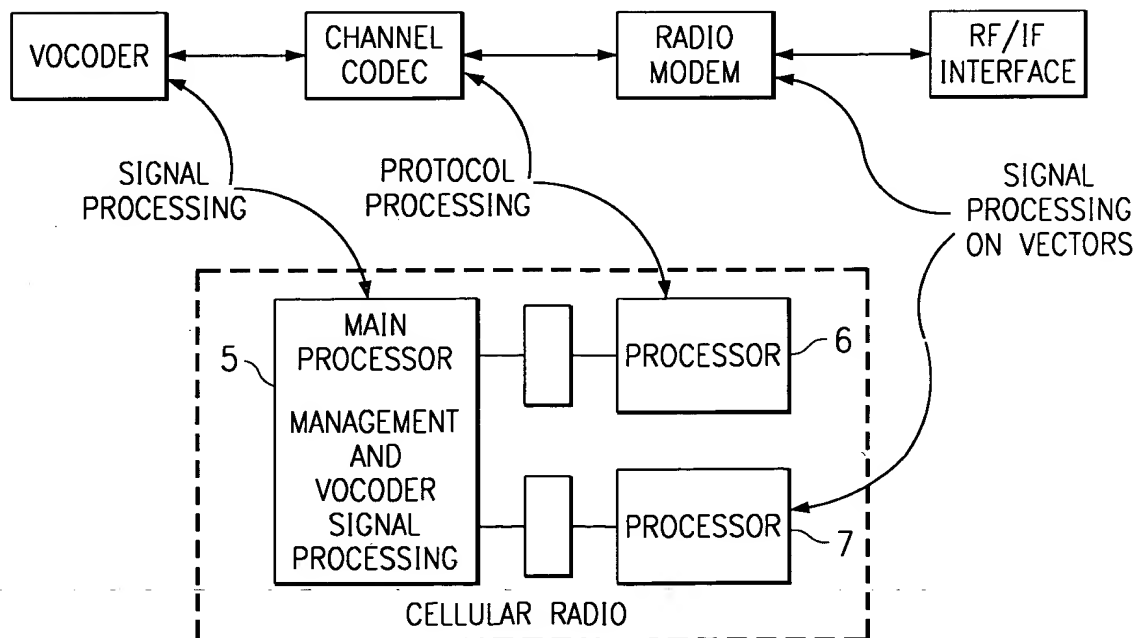 VOCODER
CHANNEL
CODEC
RADIO
MODEM
RF/IF
INTERFACE
SIGNAL
PROCESSING
PROTOCOL
PROCESSING
SIGNAL
PROCESSING
ON VECTORS
5
MAIN
PROCESSOR
MANAGEMENT
AND
VOCODER
SIGNAL
PROCESSING
PROCESSOR
6
PROCESSOR
7
CELLULAR RADIO